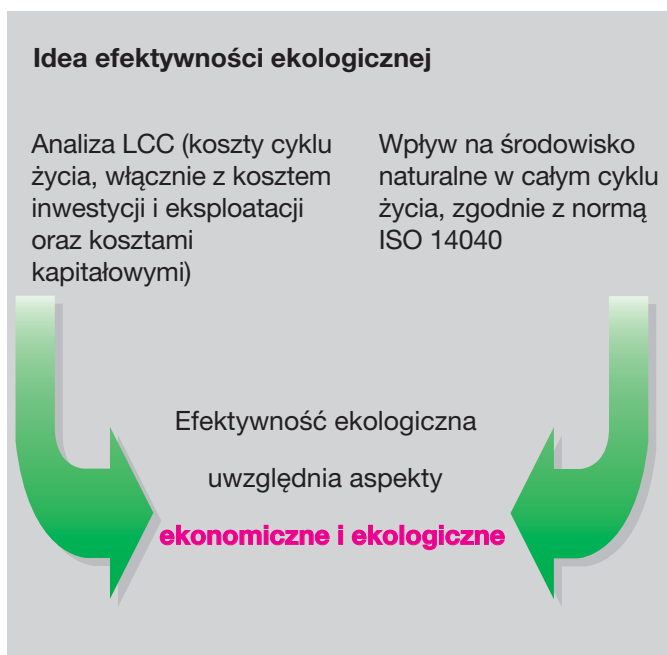 Idea efektywności ekologicznej
Analiza LCC (koszty cyklu
życia, włącznie z kosztem
inwestycji i eksploatacji
oraz kosztami
kapitałowymi)
Wpływ na środowisko
naturalne w całym cyklu
życia, zgodnie z normą
ISO 14040
Efektywność ekologiczna
uwzględnia aspekty
ekonomiczne i ekologiczne